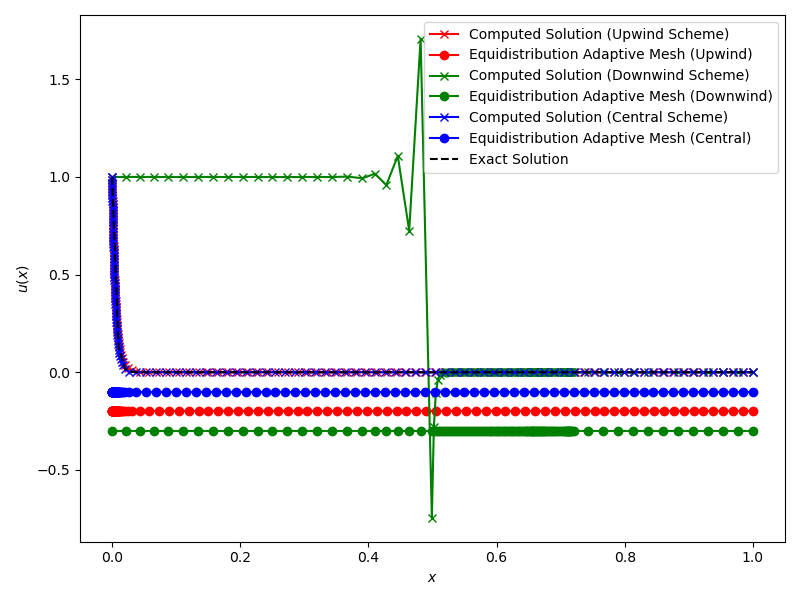 Computed Solution (Upwind Scheme)
Equidistribution Adaptive Mesh (Upwind)
Computed Solution (Downwind Scheme)
Equidistribution Adaptive Mesh (Downwind)
Computed Solution (Central Scheme)
Equidistribution Adaptive Mesh (Central)
Exact Solution
1.5
1.0
0.5
0.0
−0.5
u(x)
0.0 0.2 0.4 0.6 0.8 1.0
x